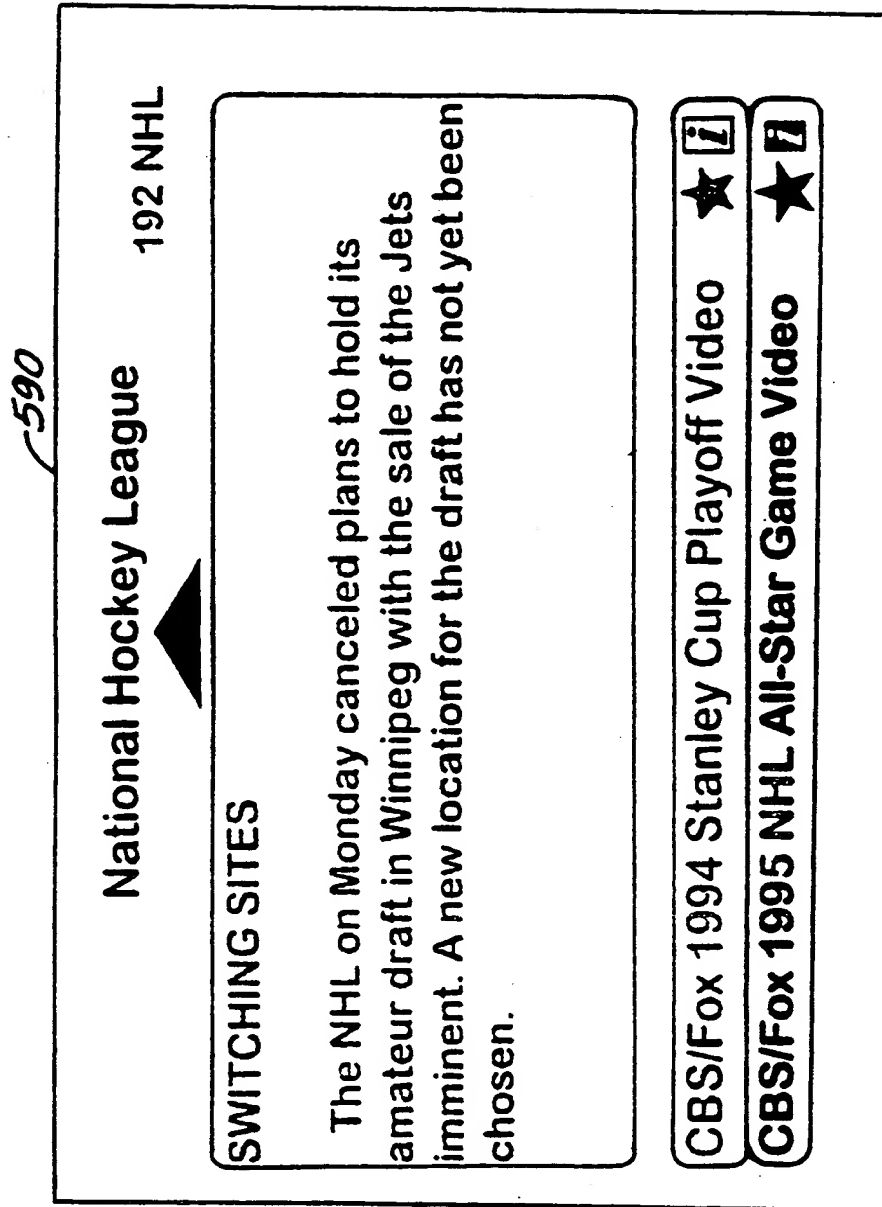 590
National Hockey League
192 NHL
SWITCHING SITES
The NHL on Monday canceled plans to hold its
amateur draft in Winnipeg with the sale of the Jets
imminent. A new location for the draft has not yet been
chosen.
CBS/Fox 1994 Stanley Cup Playoff Video i
CBS/Fox 1995 NHL All-Star Game Video i